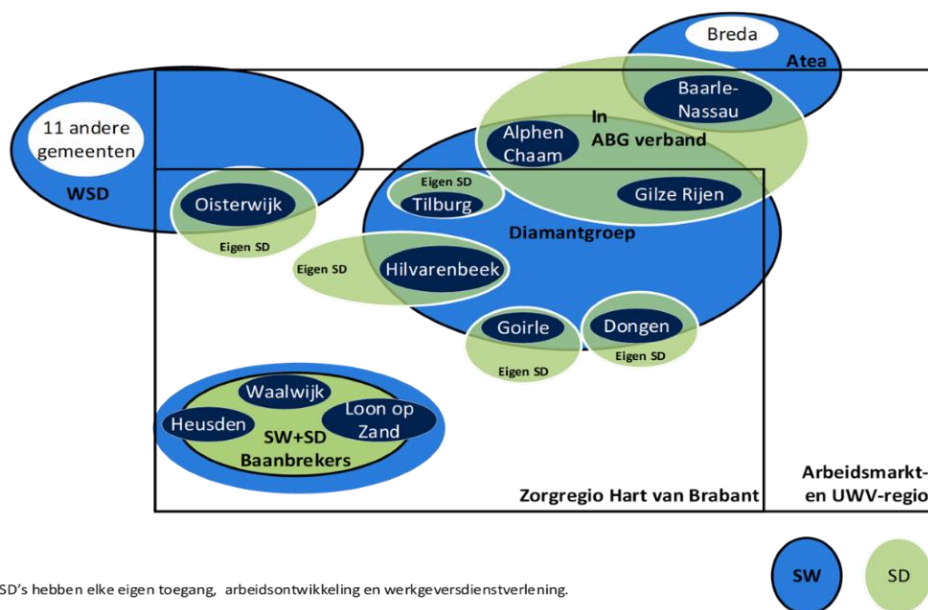 Breda
Atea
Baarle-
Nassau
In
ABG verband
Alphen
Chaam
11 andere
gemeenten
WSD
Oisterwijk
Eigen SD
Eigen SD
Tilburg
Gilze Rijen
Diamantgroep
Eigen SD
Hilvarenbeek
Goirle
Eigen SD
Dongen
Eigen SD
Waalwijk
Heusden
Loon op
Zand
SW+SD
Baanbrekers
Zorgregio Hart van Brabant
Arbeidsmarkt-
en UWV-regio
SW
SD
SD's hebben elke eigen toegang, arbeidsontwikkeling en werkgeversdienstverlening.